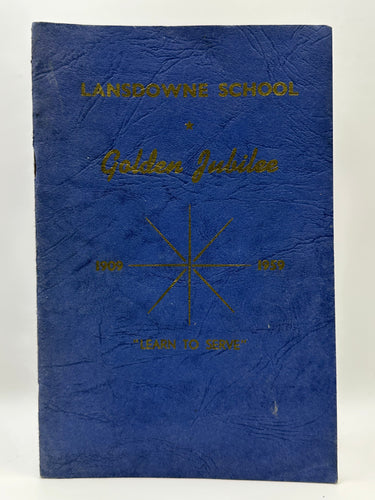 LANSDOWNE SCHOOL
Golden Jubilee
1909 1959
"LEARN TO SERVE"